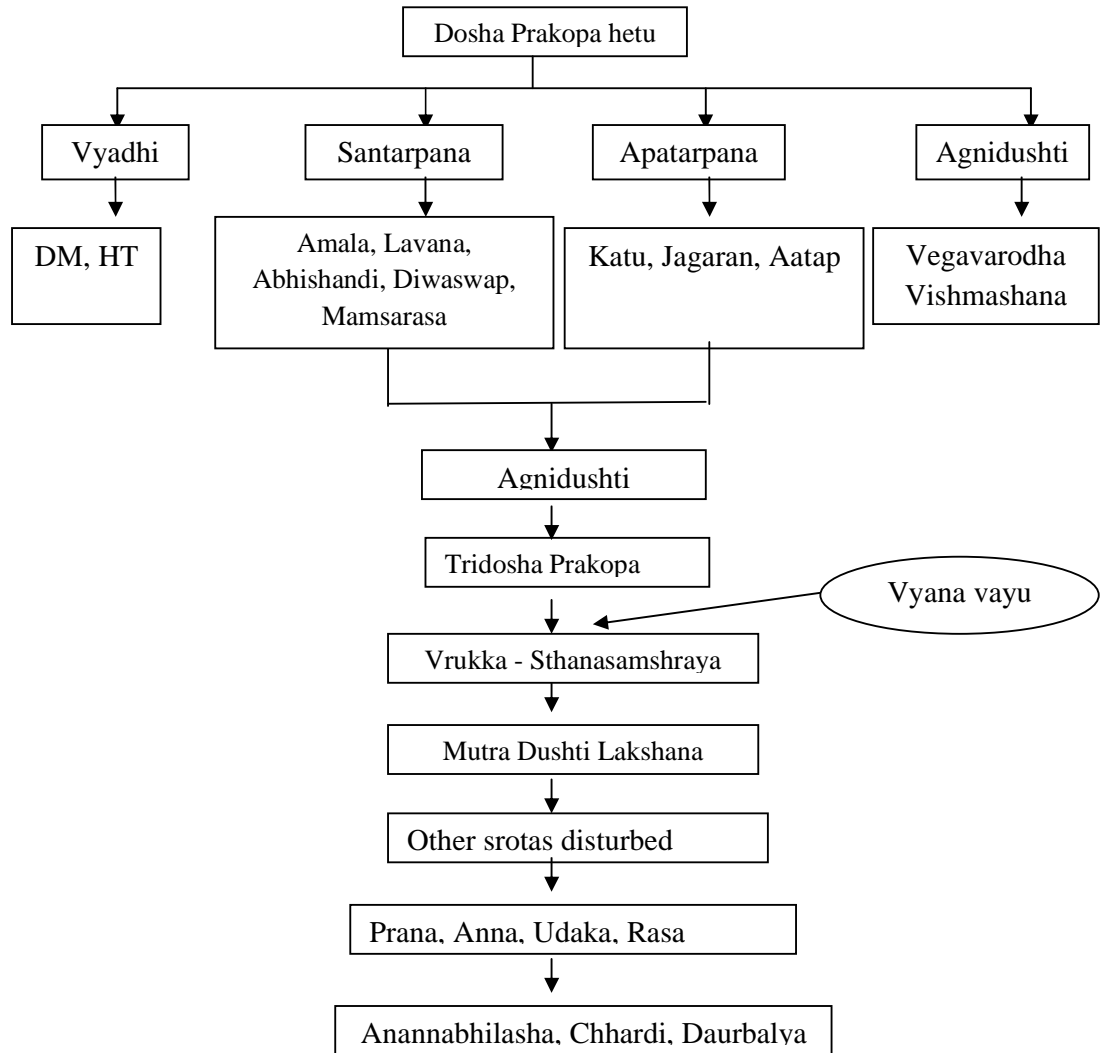 Dosha Prakopa hetu
Vyadhi
Santarpana
Apatarpana
Agnidushti
DM, HT
Amala, Lavana,
Abhishandi, Diwaswap,
Mamsarasa
Katu, Jagaran, Aatap
Vegavarodha
Vishmashana
Agnidushti
Tridosha Prakopa
Vyana vayu
Vrukka - Sthanasamshraya
Mutra Dushti Lakshana
Other srotas disturbed
Prana, Anna, Udaka, Rasa
Anannabhilasha, Chhardi, Daurbalya